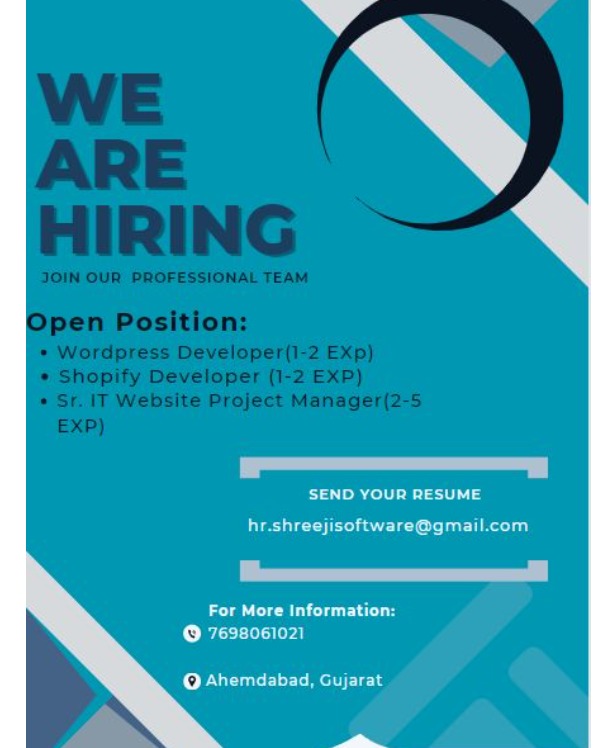 WE
ARE
HIRING
JOIN OUR PROFESSIONAL TEAM
Open Position:
• Wordpress Developer(1-2 EXp)
• Shopify Developer (1-2 EXP)
• Sr. IT Website Project Manager(2-5
EXP)
SEND YOUR RESUME
hr.shreejisoftware@gmail.com
For More Information:
7698061021
Ahemdabad, Gujarat